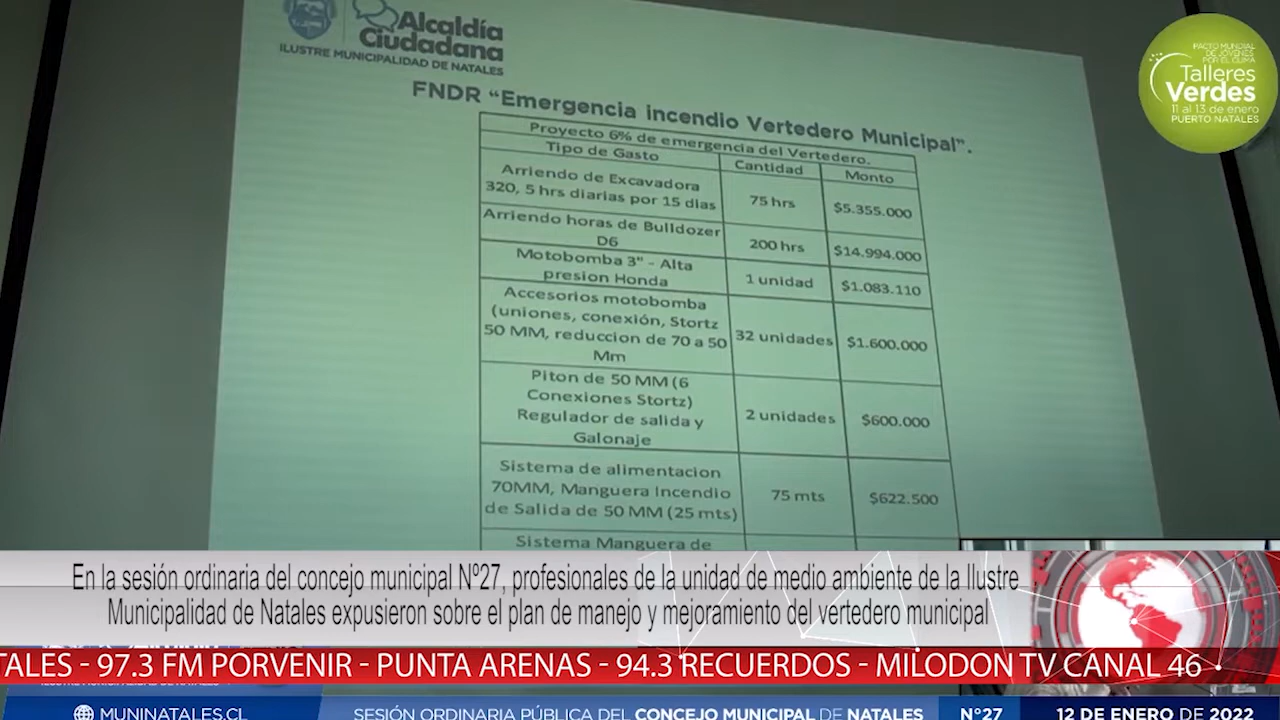 Alcaldía
Ciudadana
ILUSTRE MUNICIPALIDAD DE NATALES
FNDR “Emergencia incendio Vertedero Municipal”.
Proyecto 6% de emergencia del Vertedero.
Tipo de Gasto Cantidad Monto
Arriendo de Excavadora
320, 5 hrs diarias por 15 dias 75 hrs $5.355.000
Arriendo horas de Bulldozer
D6 200 hrs $14.994.000
Motobomba 3" - Alta
presion Honda 1 unidad $1.083.110
Accesorios motobomba
(uniones, conexión, Stortz
50 MM, reduccion de 70 a 50
Mm 32 unidades $1.600.000
Piton de 50 MM (6
Conexiones Stortz)
Regulador de salida y
Galonaje 2 unidades $600.000
Sistema de alimentacion
70MM, Manguera Incendio
de Salida de 50 MM (25 mts) 75 mts $622.500
Sistema Manguera de
PACTO MUNDIAL
DE JÓVENES
POR EL CLIMA
Talleres
Verdes
11 al 13 de enero
PUERTO NATALES
En la sesión ordinaria del concejo municipal Nº27, profesionales de la unidad de medio ambiente de la Ilustre
Municipalidad de Natales expusieron sobre el plan de manejo y mejoramiento del vertedero municipal
TALES - 97.3 FM PORVENIR - PUNTA ARENAS - 94.3 RECUERDOS - MILODON TV CANAL 46
MUNINATALES.CL SESIÓN ORDINARIA PÚBLICA DEL CONCEJO MUNICIPAL DE NATALES Nº27 12 DE ENERO DE 2022